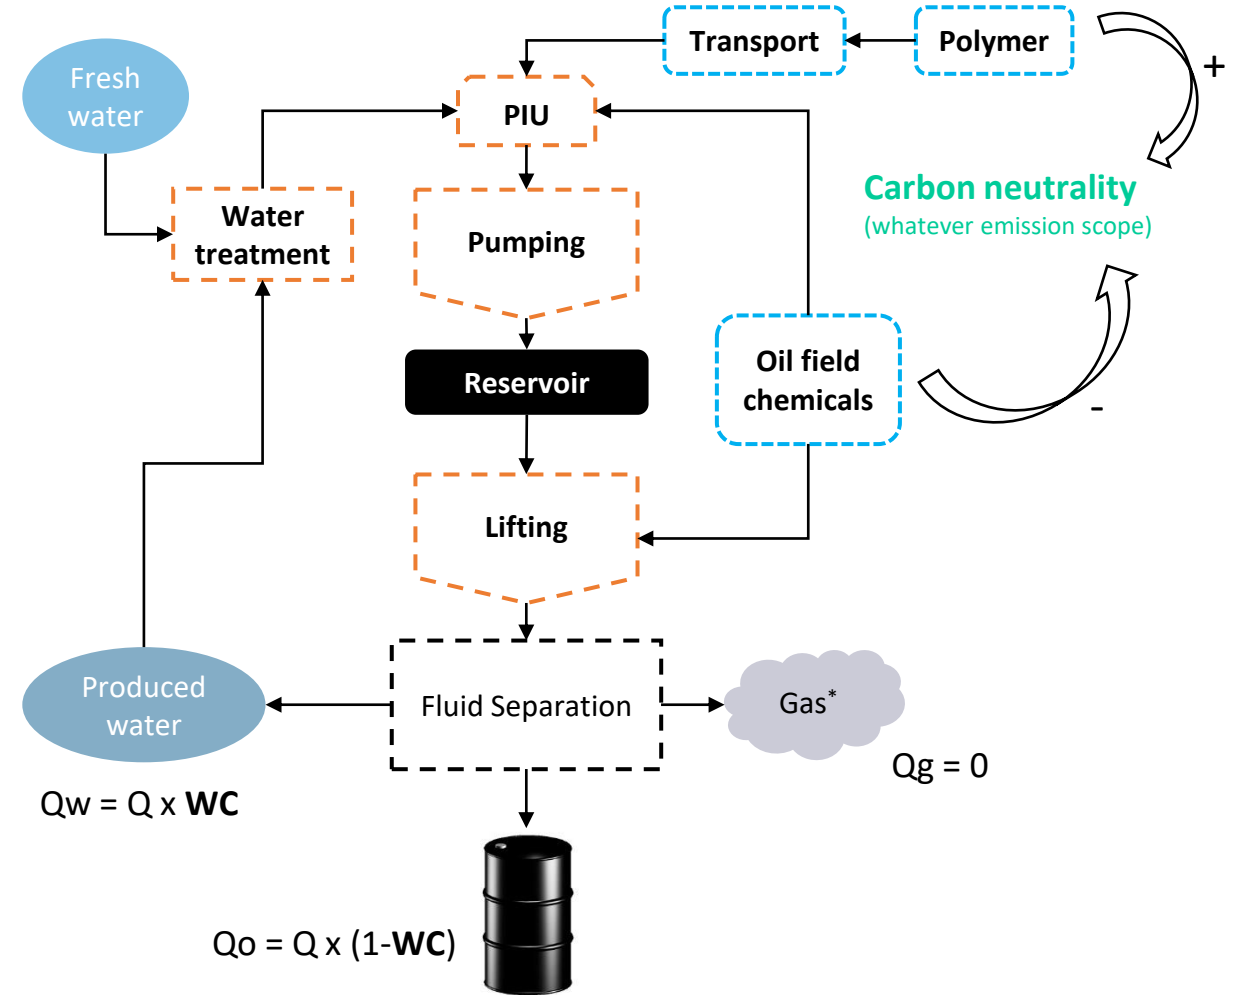 Transport
Polymer
+
Fresh
water
PIU
Carbon neutrality
(whatever emission scope)
Water
treatment
Pumping
Oil field
chemicals
-
Reservoir
Lifting
Produced
water
Fluid Separation
Gas*
Qg = 0
Qw = Q x WC
Qo = Q x (1-WC)